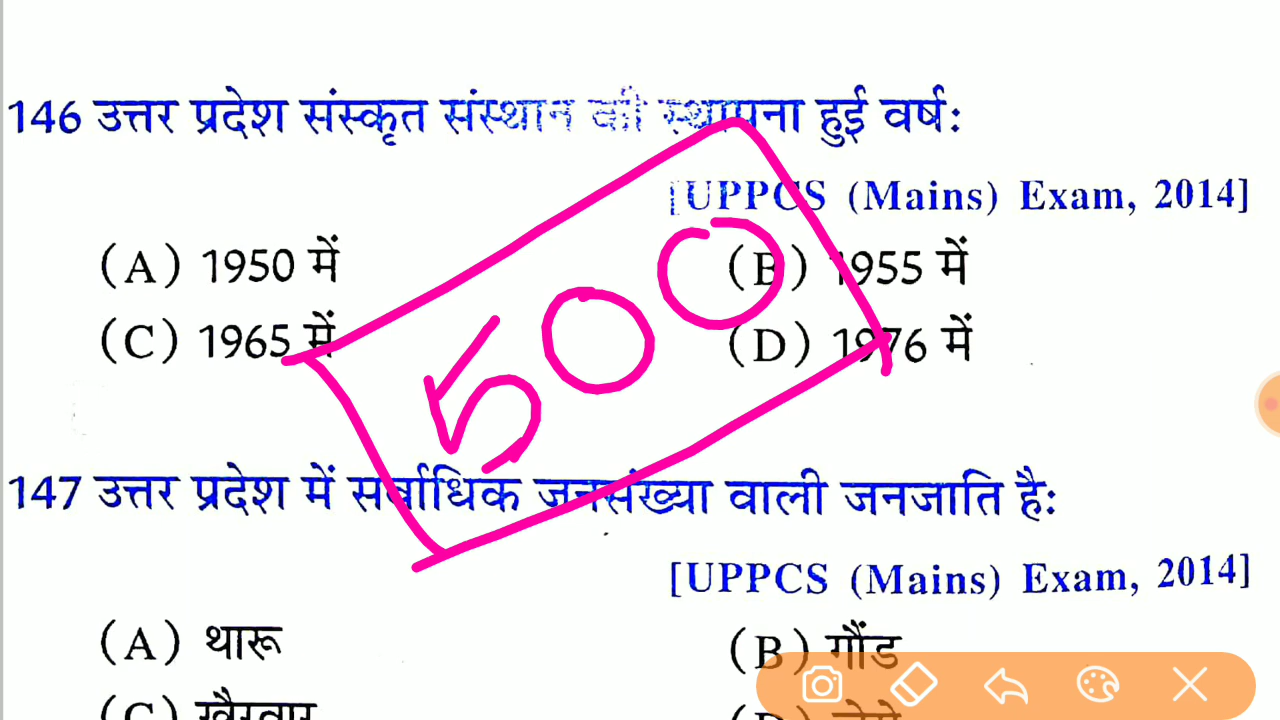 146 उत्तर प्रदेश संस्कृत संस्थान की स्थापना हुई वर्ष:
[UPPCS (Mains) Exam, 2014]
(A) 1950 में (B) 1955 में
(C) 1965 में (D) 1976 में
500
147 उत्तर प्रदेश में सर्वाधिक जनसंख्या वाली जनजाति है:
[UPPCS (Mains) Exam, 2014]
(A) थारू (B) गौंड
(C) खैरवार (D)